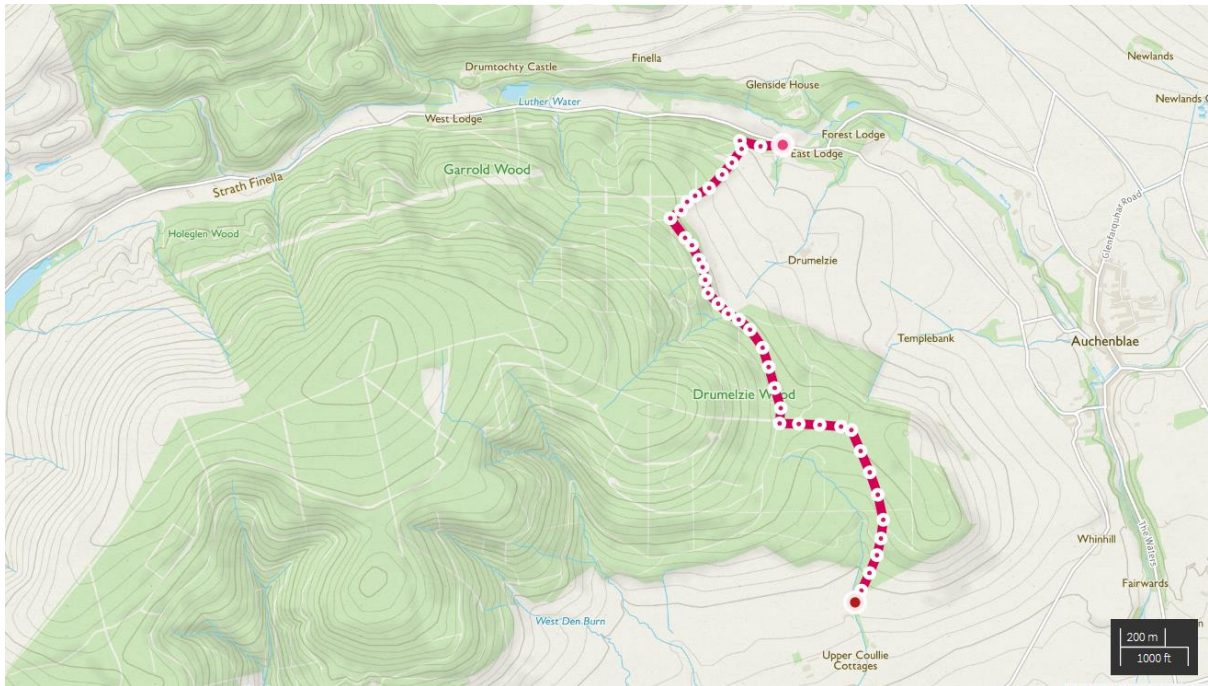 Finella
Newlands
Drumtochty Castle
Glenside House
Newlands
Luther Water
West Lodge
Forest Lodge
East Lodge
Garrold Wood
Strath Finella
Glenfarquhar Road
Holeglen Wood
Drumelzie
Templebank
Auchenblae
Drumelzie Wood
The Waters
Whinhill
Fairwards
West Den Burn
200 m
1000 ft
Upper Coullie
Cottages